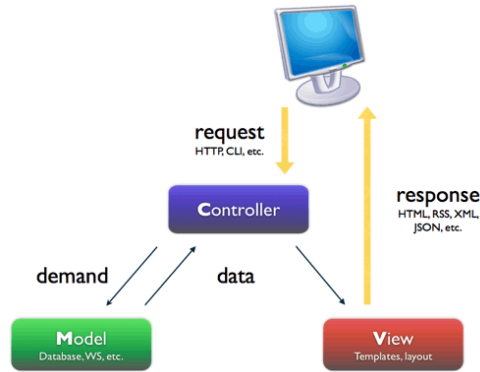 request
HTTP, CLI, etc.
response
HTML, RSS, XML,
JSON, etc.
Controller
demand
data
Model
Database, WS, etc.
View
Templates, layout